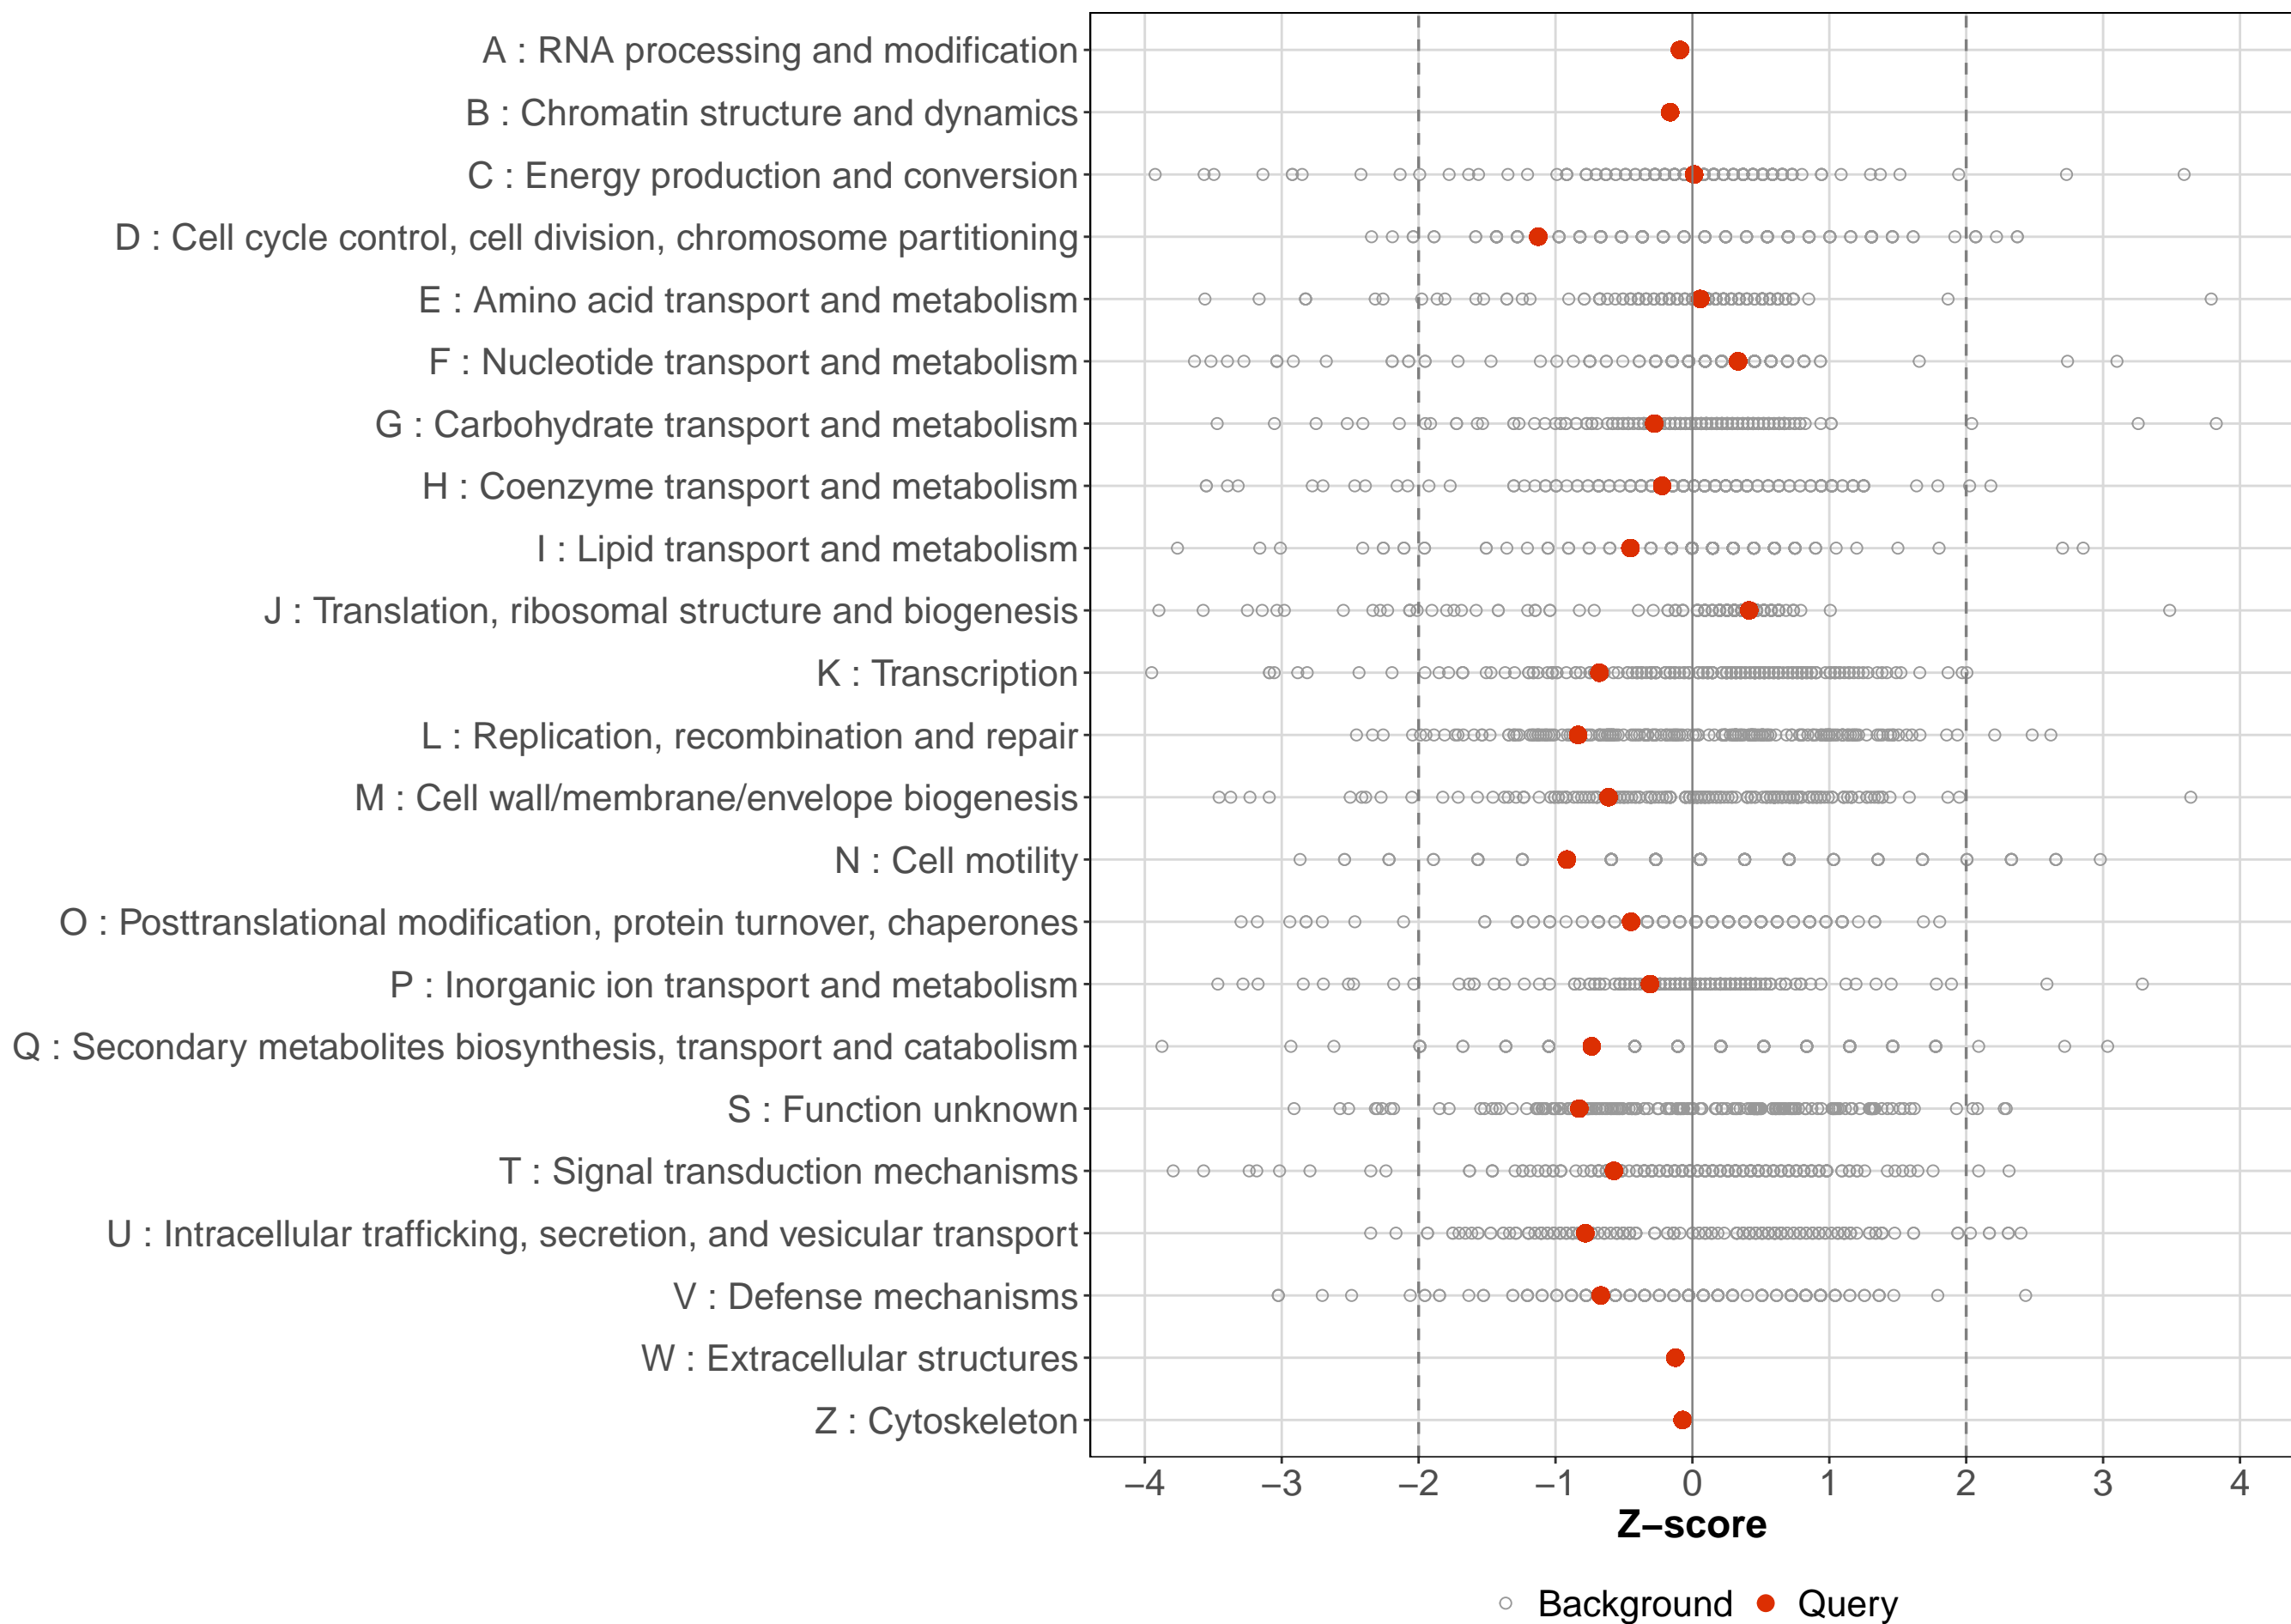 A : RNA processing and modification
B : Chromatin structure and dynamics
C : Energy production and conversion
D : Cell cycle control, cell division, chromosome partitioning
E : Amino acid transport and metabolism
F : Nucleotide transport and metabolism
G : Carbohydrate transport and metabolism
H : Coenzyme transport and metabolism
I : Lipid transport and metabolism
J : Translation, ribosomal structure and biogenesis
K : Transcription
L : Replication, recombination and repair
M : Cell wall/membrane/envelope biogenesis
N : Cell motility
O : Posttranslational modification, protein turnover, chaperones
P : Inorganic ion transport and metabolism
Q : Secondary metabolites biosynthesis, transport and catabolism
S : Function unknown
T : Signal transduction mechanisms
U : Intracellular trafficking, secretion, and vesicular transport
V : Defense mechanisms
W : Extracellular structures
Z : Cytoskeleton
−4 −3 −2 −1 0 1 2 3 4
Z−score
Background Query